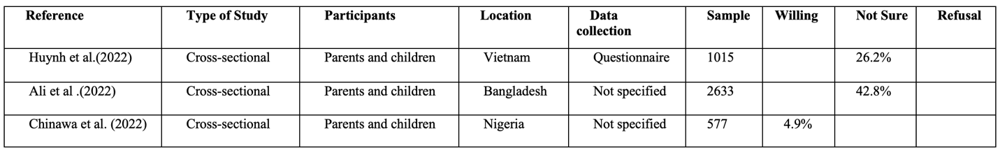 Reference Type of Study Participants Location Data collection Sample Willing Not Sure Refusal
Huynh et al.(2022) Cross-sectional Parents and children Vietnam Questionnaire 1015 26.2%
Ali et al .(2022) Cross-sectional Parents and children Bangladesh Not specified 2633 42.8%
Chinawa et al. (2022) Cross-sectional Parents and children Nigeria Not specified 577 4.9%